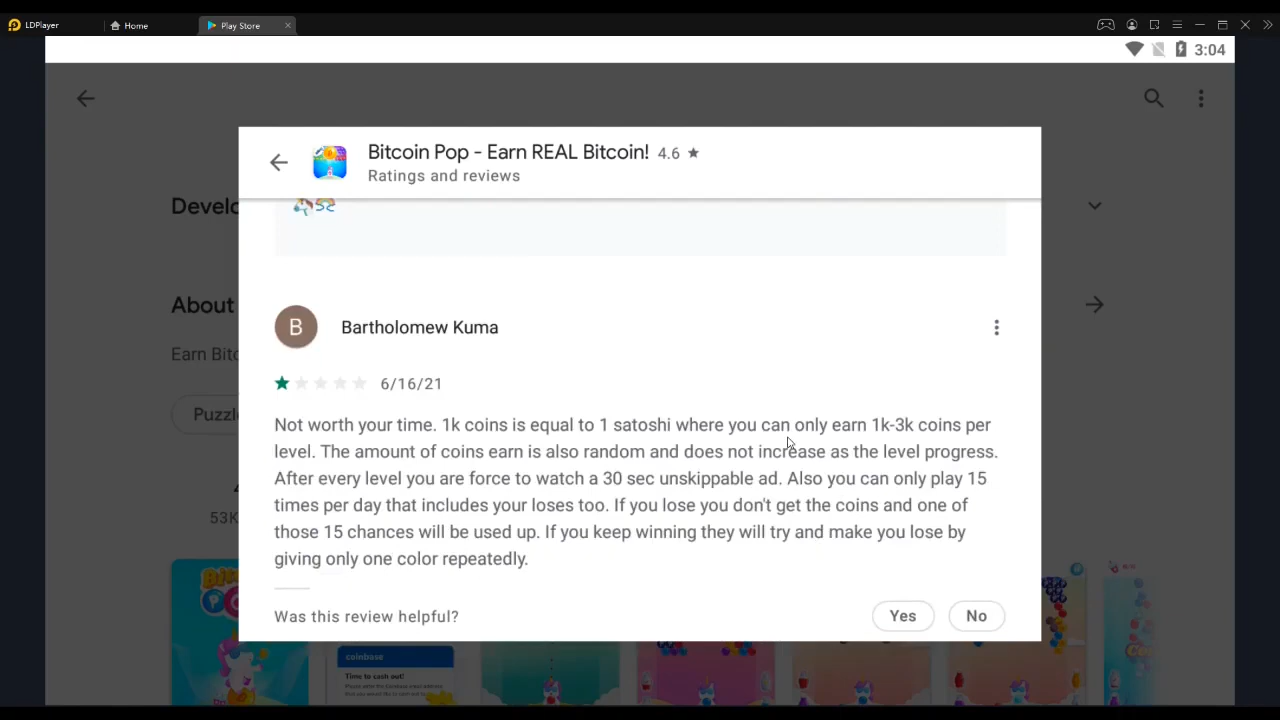 LDPlayer
Home
Play Store
3:04
Bitcoin Pop - Earn REAL Bitcoin! 4.6 ★
Ratings and reviews
Develo
About
Earn Bitc
Puzzl
53K
B
Bartholomew Kuma
6/16/21
Not worth your time. 1k coins is equal to 1 satoshi where you can only earn 1k-3k coins per
level. The amount of coins earn is also random and does not increase as the level progress.
After every level you are force to watch a 30 sec unskippable ad. Also you can only play 15
times per day that includes your loses too. If you lose you don't get the coins and one of
those 15 chances will be used up. If you keep winning they will try and make you lose by
giving only one color repeatedly.
Was this review helpful?
Yes
No
coinbase
Time to cash out!